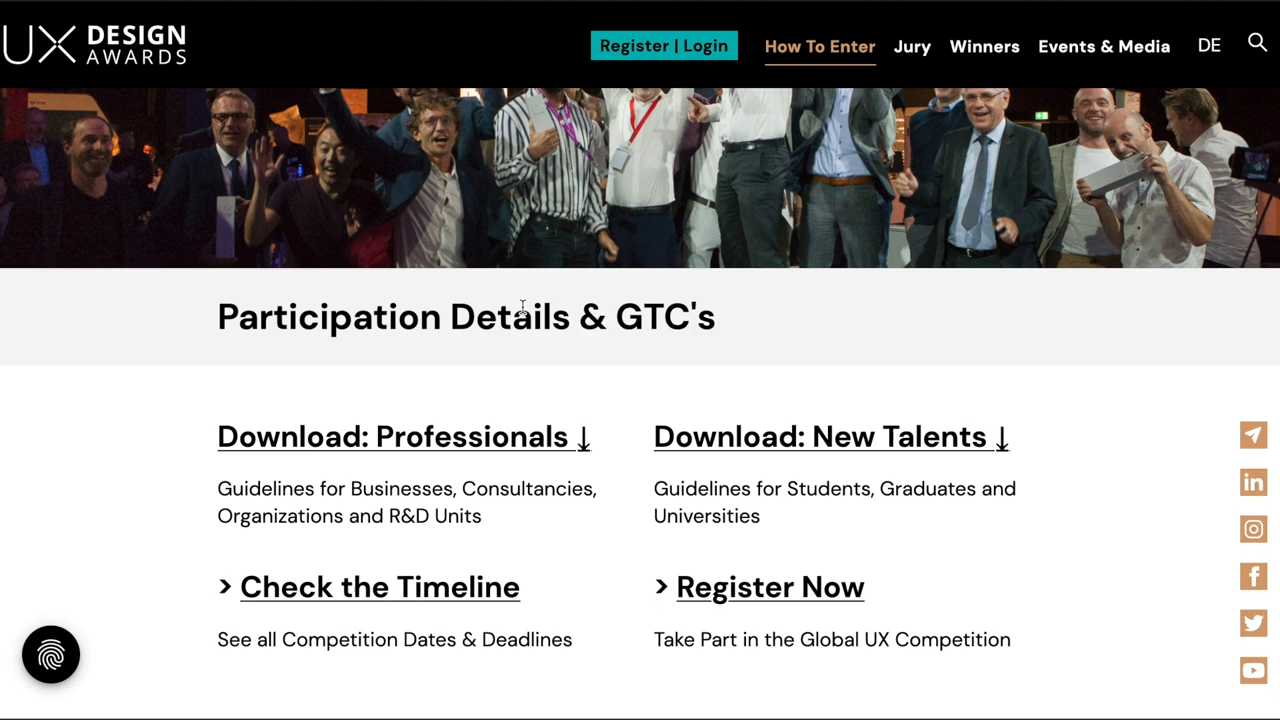 UX DESIGN AWARDS
Register | Login
How To Enter
Jury
Winners
Events & Media
DE
Participation Details & GTC's
Download: Professionals ↓
Guidelines for Businesses, Consultancies,
Organizations and R&D Units
Download: New Talents ↓
Guidelines for Students, Graduates and
Universities
> Check the Timeline
See all Competition Dates & Deadlines
> Register Now
Take Part in the Global UX Competition